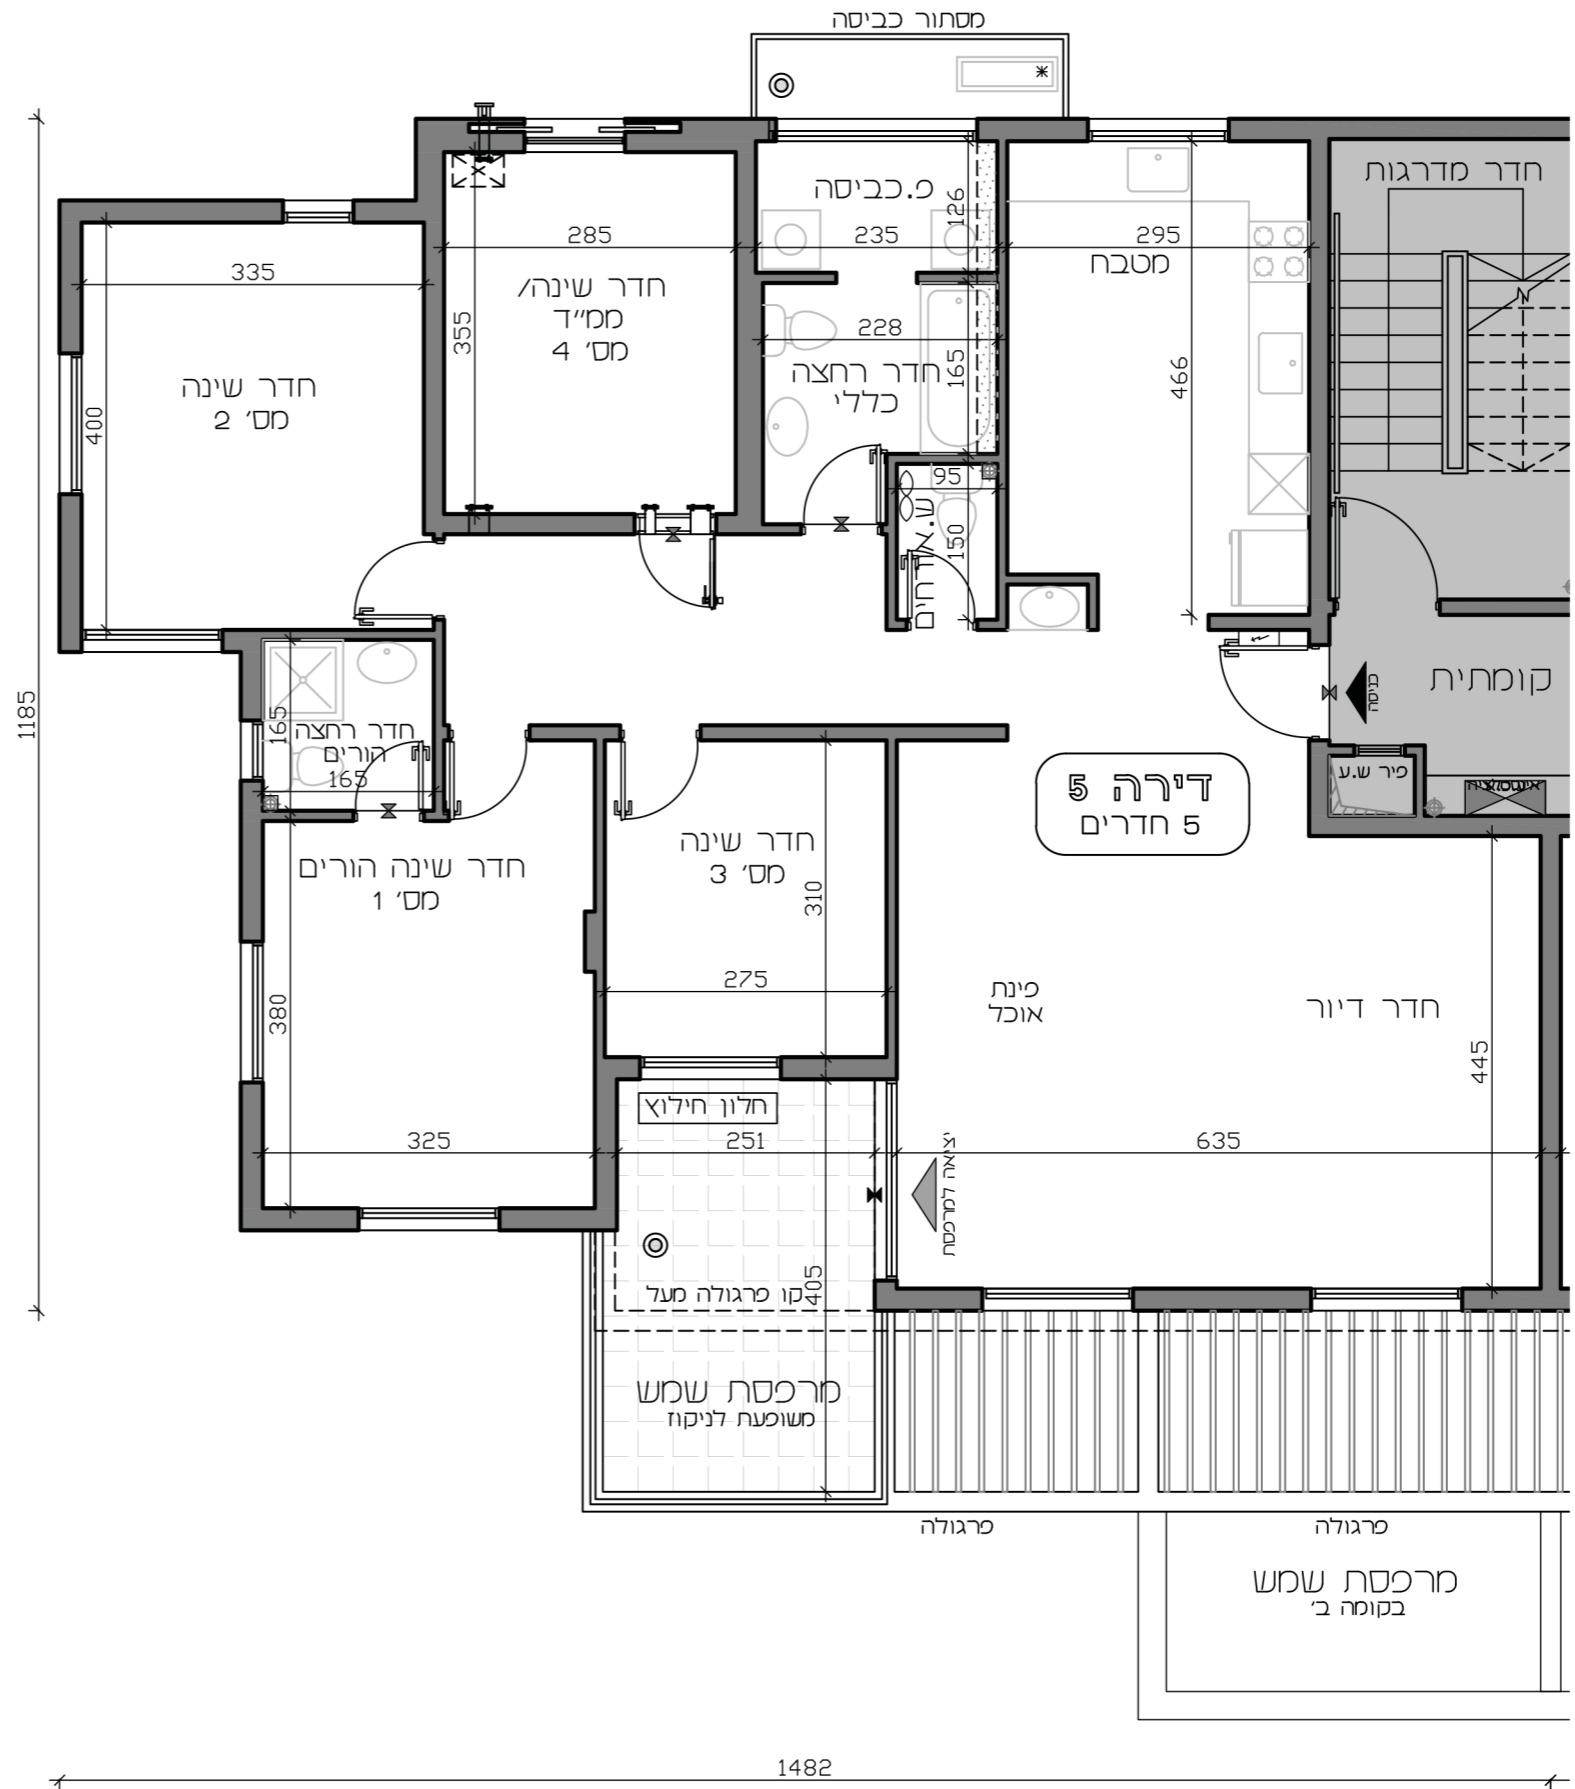 מסתור כביסה
חדר מדרגות
פ.כביסה
126
285
235
295
מטבח
335
חדר שינה/
ממ״ד
מס׳ 4
355
228
חדר רחצה
כללי
165
466
חדר שינה
מס׳ 2
400
95
ש.אורחים
150
קומתית
כניסה
1185
165
חדר רחצה
הורים
165
פיר ש.ע
אינסטלציה
דירה 5
5 חדרים
חדר שינה
מס׳ 3
310
חדר שינה הורים
מס׳ 1
275
פינת
אוכל
חדר דיור
380
445
חלון חילוץ
325
251
635
יציאה למרפסת
קו פרגולה מעל
405
מרפסת שמש
משופעת לניקוז
פרגולה
פרגולה
מרפסת שמש
בקומה ב׳
1482